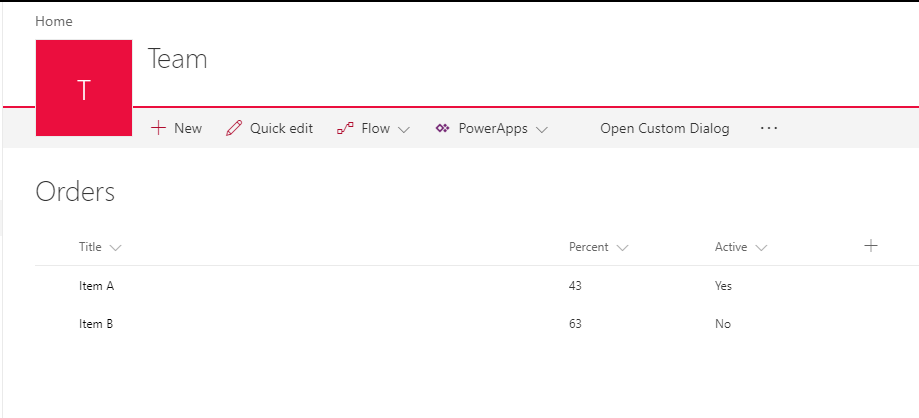 Home
T
Team
New Quick edit Flow PowerApps Open Custom Dialog ...
Orders
Title Percent Active
Item A 43 Yes
Item B 63 No